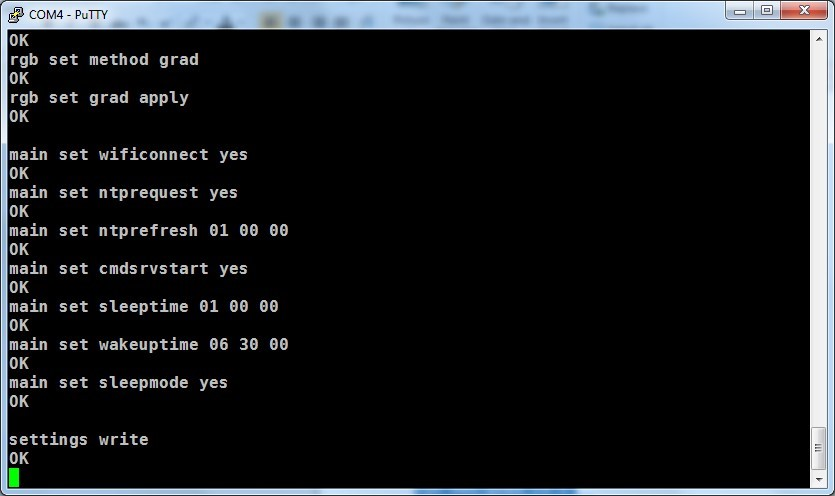 COM4 - PuTTY
OK
rgb set method grad
OK
rgb set grad apply
OK
main set wificonnect yes
OK
main set ntprequest yes
OK
main set ntprefresh 01 00 00
OK
main set cmdsrvstart yes
OK
main set sleeptime 01 00 00
OK
main set wakeuptime 06 30 00
OK
main set sleepmode yes
OK
settings write
OK